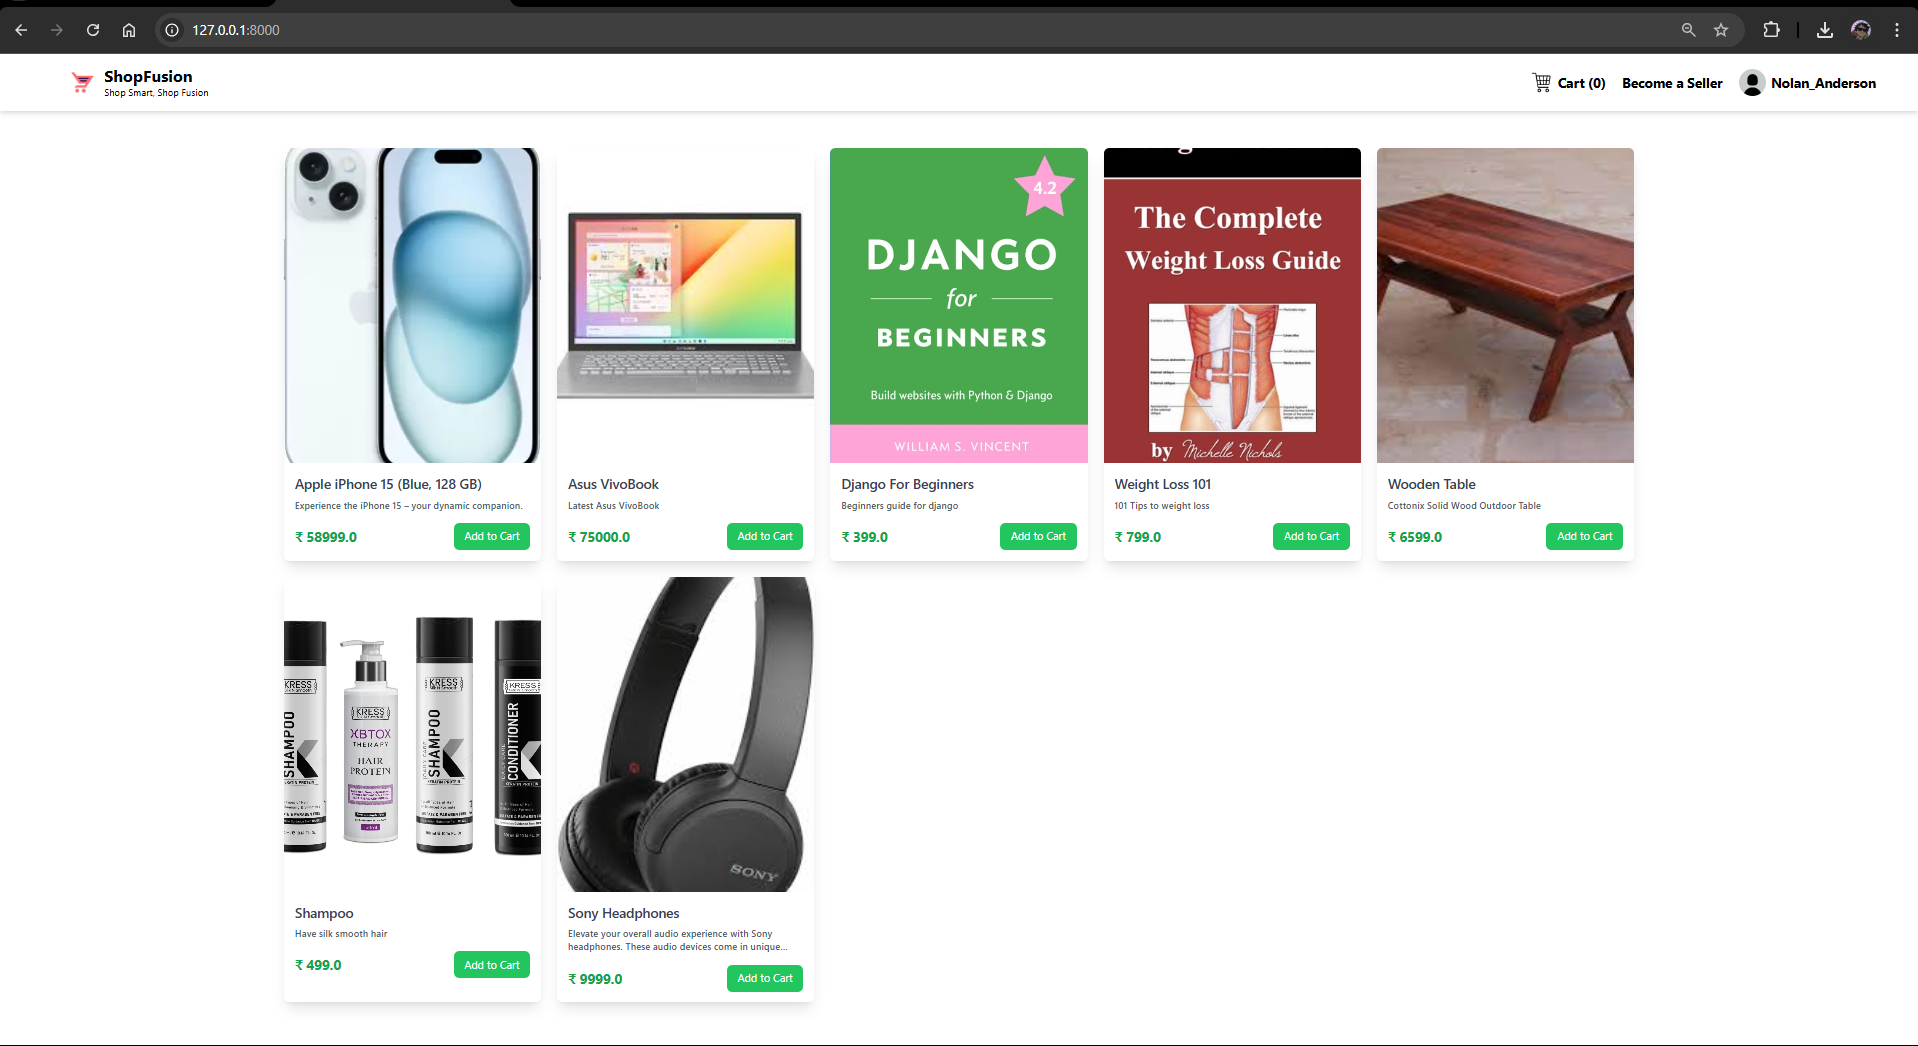 127.0.0.1:8000
ShopFusion
Shop Smart, Shop Fusion
Cart (0)
Become a Seller
Nolan_Anderson
4.2
DJANGO
for
BEGINNERS
Build websites with Python & Django
WILLIAM S. VINCENT
The Complete
Weight Loss Guide
by Michelle Nichols
Apple iPhone 15 (Blue, 128 GB)
Experience the iPhone 15 – your dynamic companion.
₹ 58999.0
Add to Cart
Asus VivoBook
Latest Asus VivoBook
₹ 75000.0
Add to Cart
Django For Beginners
Beginners guide for django
₹ 399.0
Add to Cart
Weight Loss 101
101 Tips to weight loss
₹ 799.0
Add to Cart
Wooden Table
Cottonix Solid Wood Outdoor Table
₹ 6599.0
Add to Cart
KRESS
SHAMPOO
KRESS
XBTOX
THERAPY
HAIR
PROTEIN
KRESS
SHAMPOO
KRESS
CONDITIONER
SONY
Shampoo
Have silk smooth hair
₹ 499.0
Add to Cart
Sony Headphones
Elevate your overall audio experience with Sony
headphones. These audio devices come in unique...
₹ 9999.0
Add to Cart